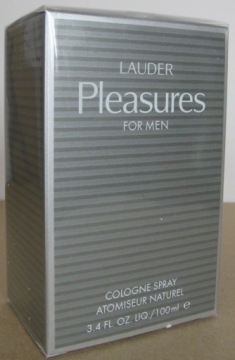 LAUDER
Pleasures
FOR MEN
COLOGNE SPRAY
ATOMISEUR NATUREL
3.4 FL. OZ. LIQ./100ml ℮